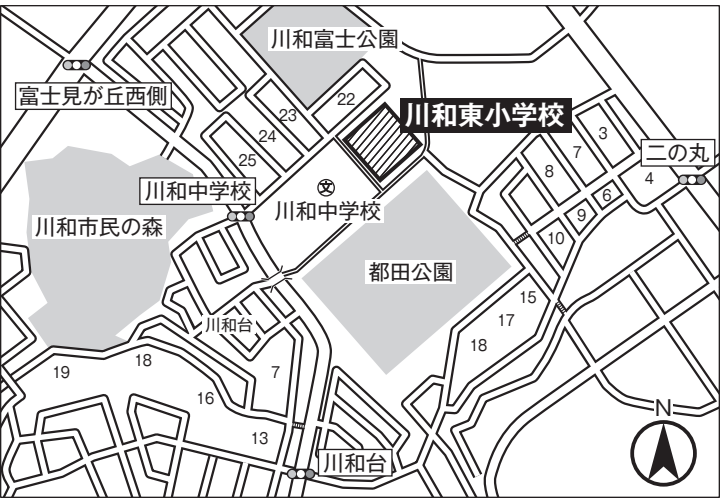 川和富士公園
富士見が丘西側
22
23
24
25
川和東小学校
3
7
8
二の丸
4
6
9
10
川和中学校
文
川和中学校
川和市民の森
都田公園
15
17
18
川和台
19
18
7
16
13
川和台
N